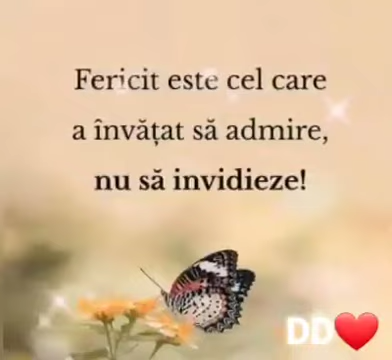 Fericit este cel care
a învățat să admire,
nu să invidieze!
DD❤️